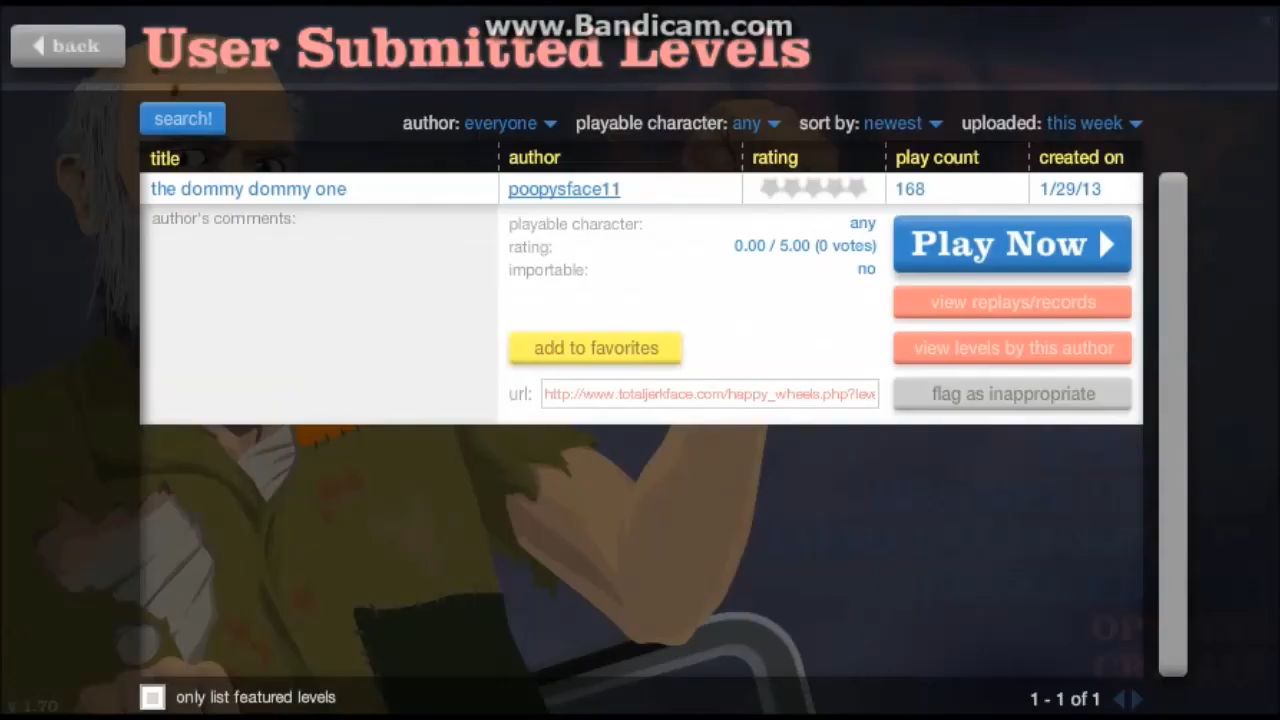 www.Bandicam.com
back
User Submitted Levels
search!
author: everyone playable character: any sort by: newest uploaded: this week
title author rating play count created on
the dommy dommy one poopysface11 168 1/29/13
author's comments:
playable character: any
rating: 0.00 / 5.00 (0 votes)
importable: no
Play Now
view replays/records
add to favorites
view levels by this author
url: http://www.totaljerkface.com/happy_wheels.php?leve
flag as inappropriate
only list featured levels
1 - 1 of 1
v 1.70